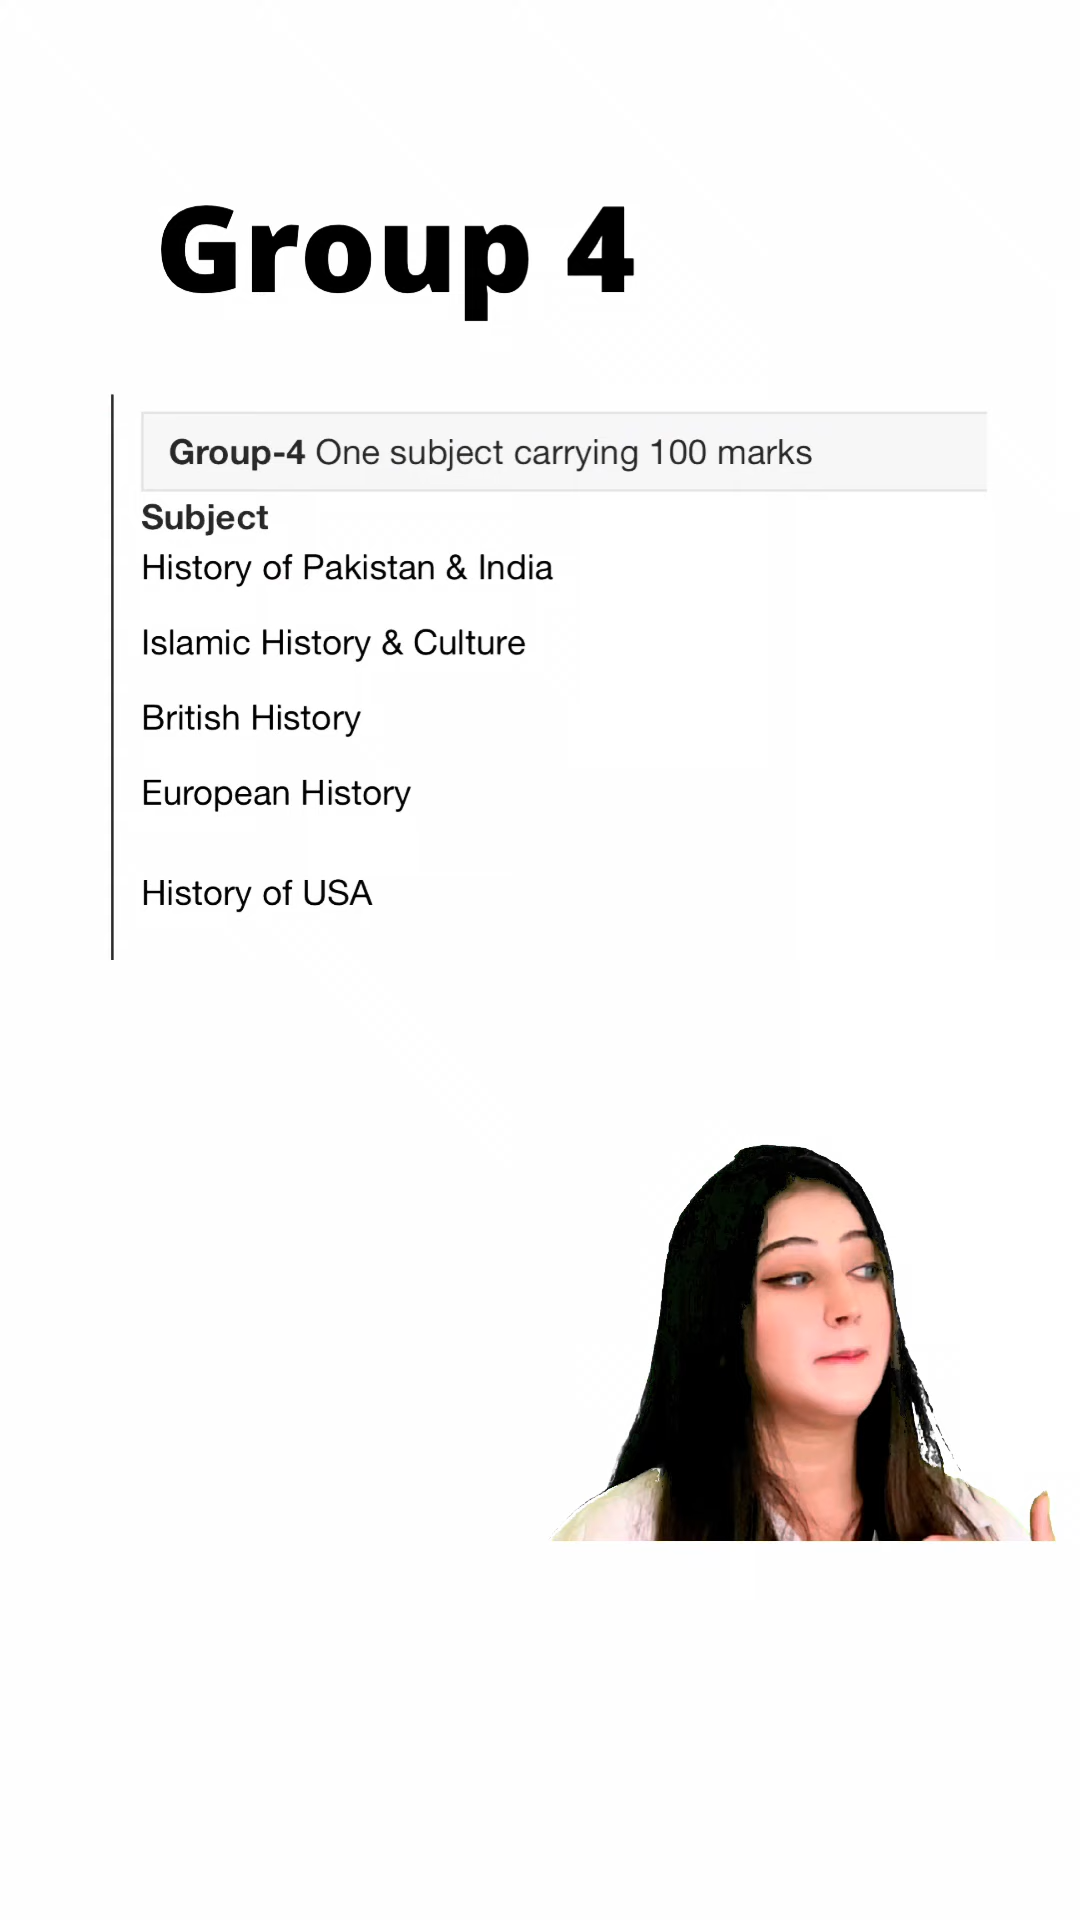 Group 4
Group-4 One subject carrying 100 marks
Subject
History of Pakistan & India
Islamic History & Culture
British History
European History
History of USA